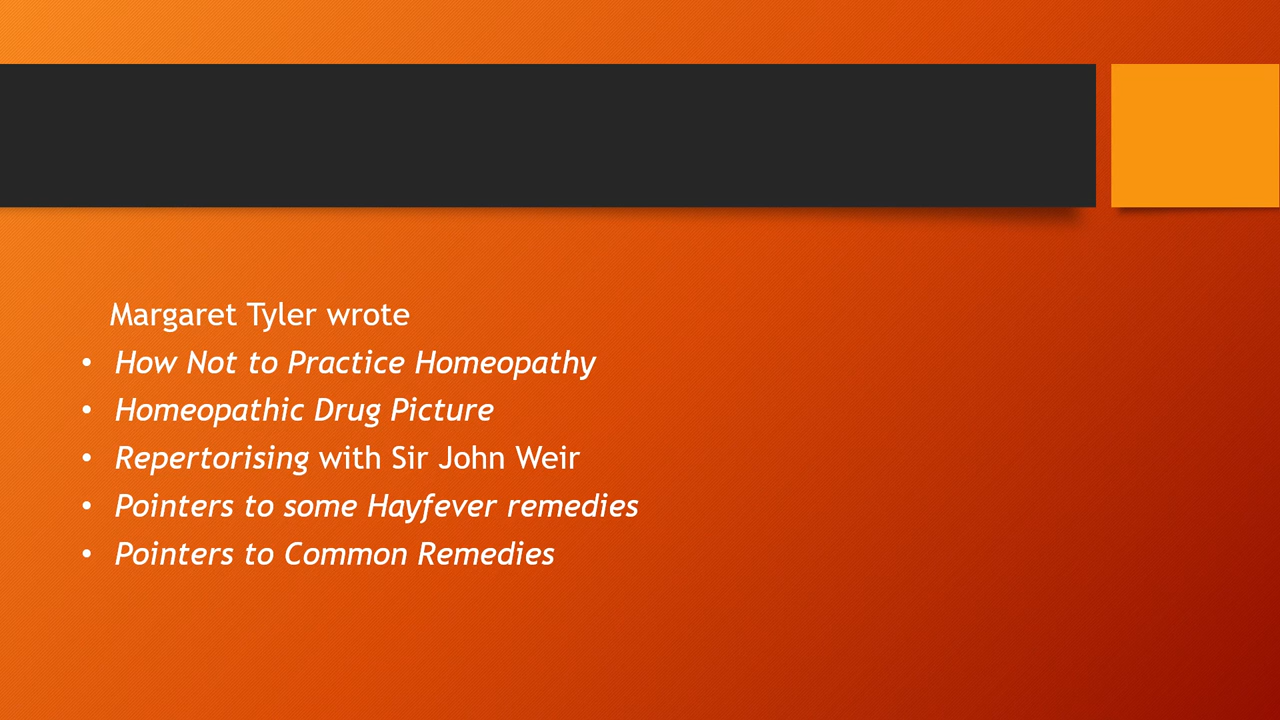 Margaret Tyler wrote
• How Not to Practice Homeopathy
• Homeopathic Drug Picture
• Repertorising with Sir John Weir
• Pointers to some Hayfever remedies
• Pointers to Common Remedies